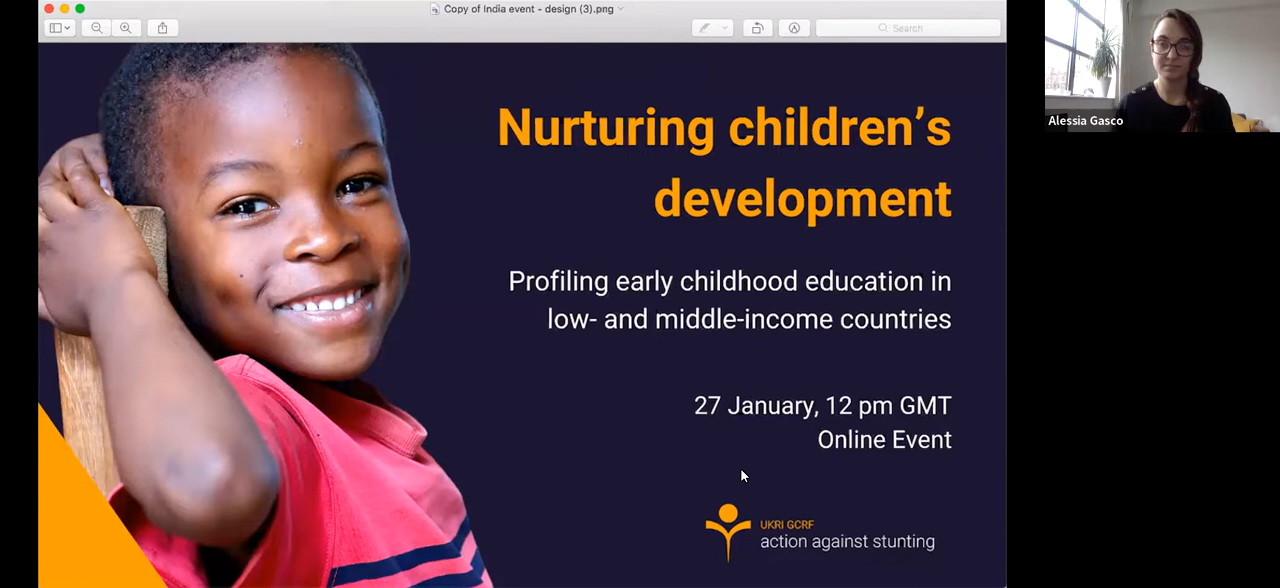 Copy of India event - design (3).png
Search
Nurturing children’s
development
Profiling early childhood education in
low- and middle-income countries
27 January, 12 pm GMT
Online Event
UKRI GCRF
action against stunting
Alessia Gasco